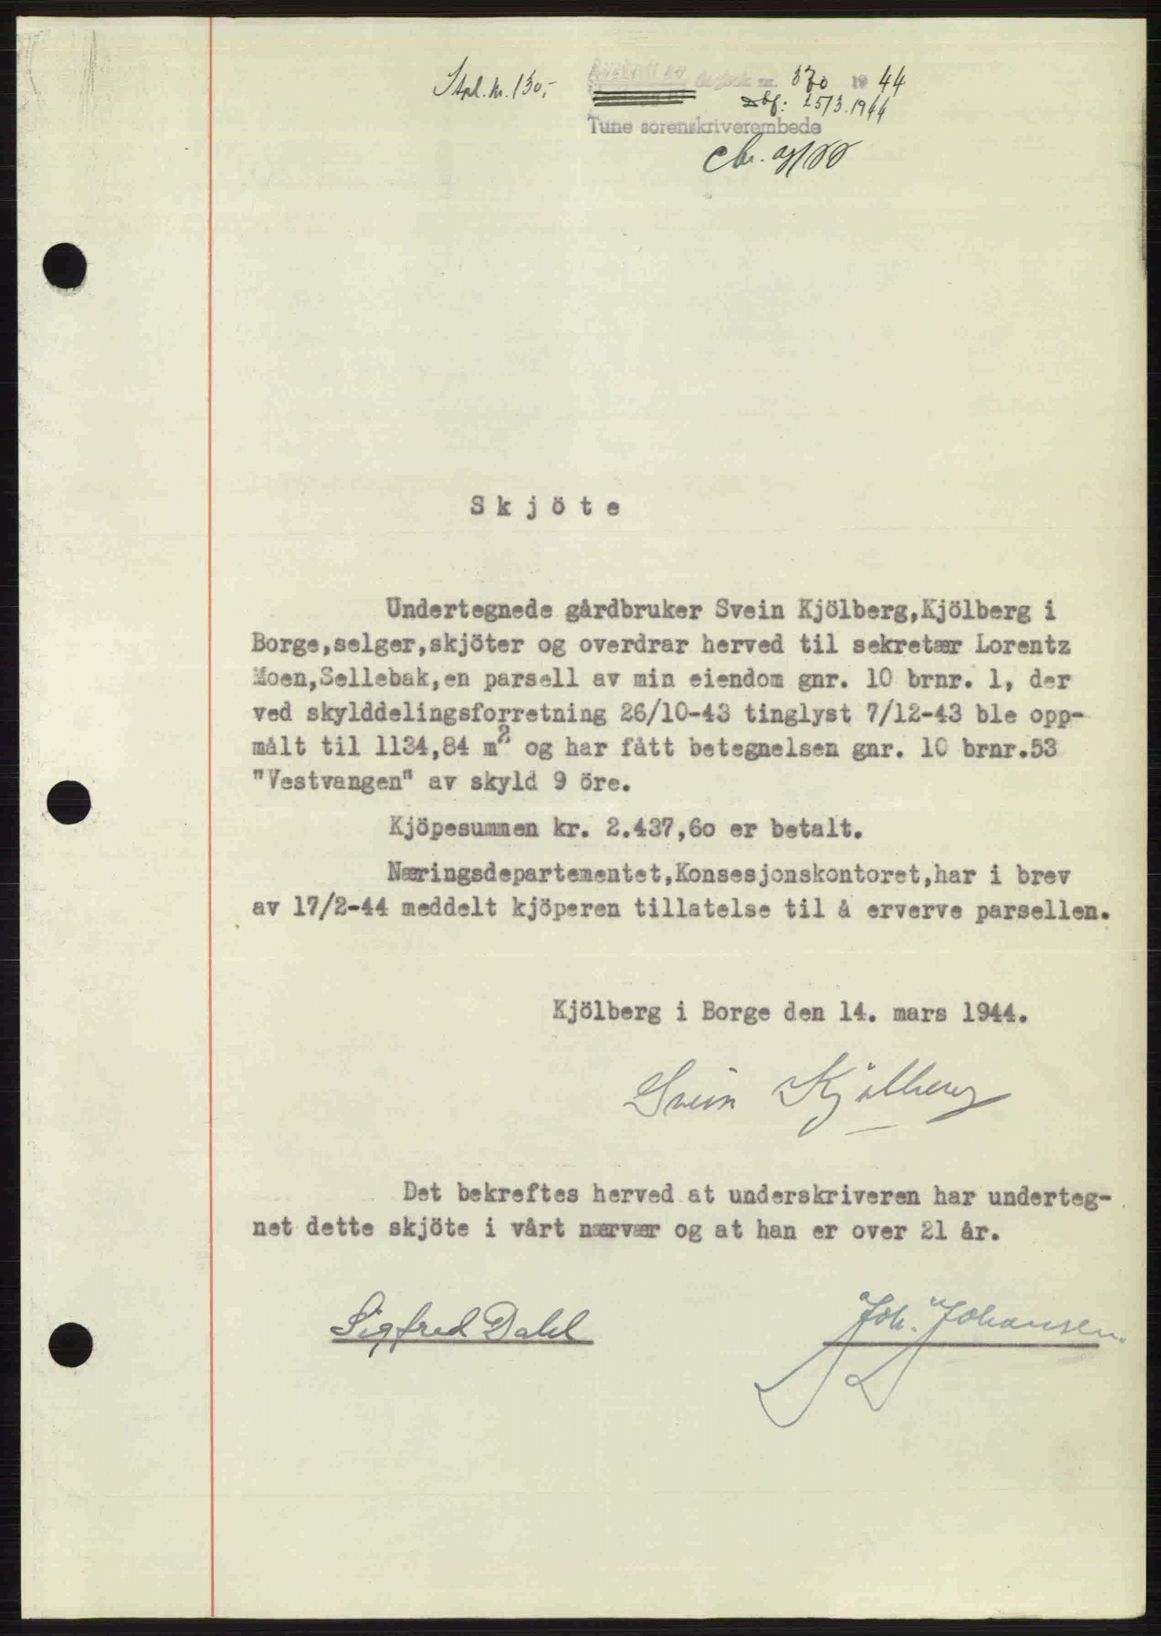 Stpl. kr. 130,-
dagbok nr. 370 1944
Dbf: 25/3.1944
Tune sorenskriverembede
Skjöte
Undertegnede gårdbruker Svein Kjölberg,Kjölberg i
Borge,selger,skjöter og overdrar herved til sekretær Lorentz
Moen,Sellebak,en parsell av min eiendom gnr. 10 brnr. 1, der
ved skylddelingsforretning 26/10-43 tinglyst 7/12-43 ble opp-
målt til 1134,84 m² og har fått betegnelsen gnr. 10 brnr.53
"Vestvangen" av skyld 9 öre.
Kjöpesummen kr. 2.437,6o er betalt.
Næringsdepartementet,Konsesjonskontoret,har i brev
av 17/2-44 meddelt kjöperen tillatelse til å erverve parsellen.
Kjölberg i Borge den 14. mars 1944.
Svein Kjölberg
Det bekreftes herved at underskriveren har underteg-
net dette skjöte i vårt nærvær og at han er over 21 år.
Sigfred Dahl
Joh. Johansen.